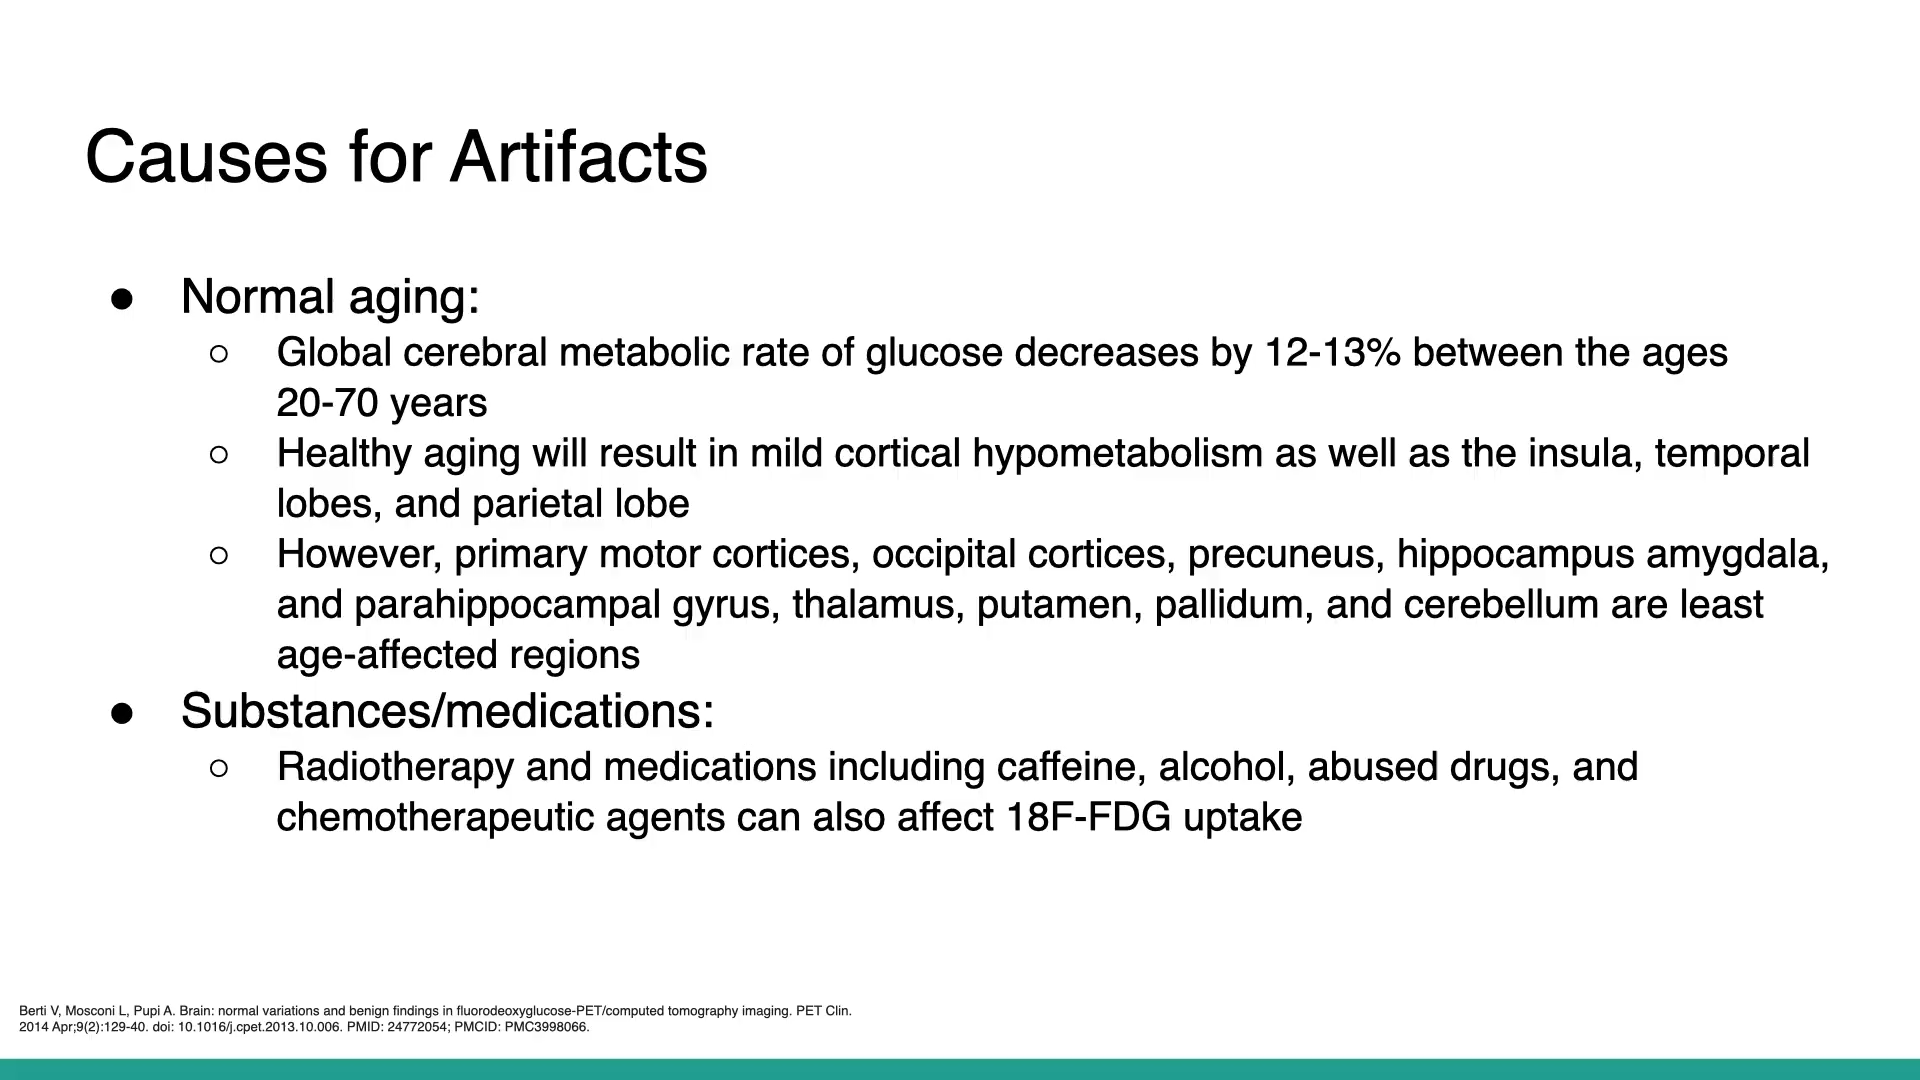 Causes for Artifacts
● Normal aging:
○ Global cerebral metabolic rate of glucose decreases by 12-13% between the ages
20-70 years
○ Healthy aging will result in mild cortical hypometabolism as well as the insula, temporal
lobes, and parietal lobe
○ However, primary motor cortices, occipital cortices, precuneus, hippocampus amygdala,
and parahippocampal gyrus, thalamus, putamen, pallidum, and cerebellum are least
age-affected regions
● Substances/medications:
○ Radiotherapy and medications including caffeine, alcohol, abused drugs, and
chemotherapeutic agents can also affect 18F-FDG uptake
Berti V, Mosconi L, Pupi A. Brain: normal variations and benign findings in fluorodeoxyglucose-PET/computed tomography imaging. PET Clin.
2014 Apr;9(2):129-40. doi: 10.1016/j.cpet.2013.10.006. PMID: 24772054; PMCID: PMC3998066.